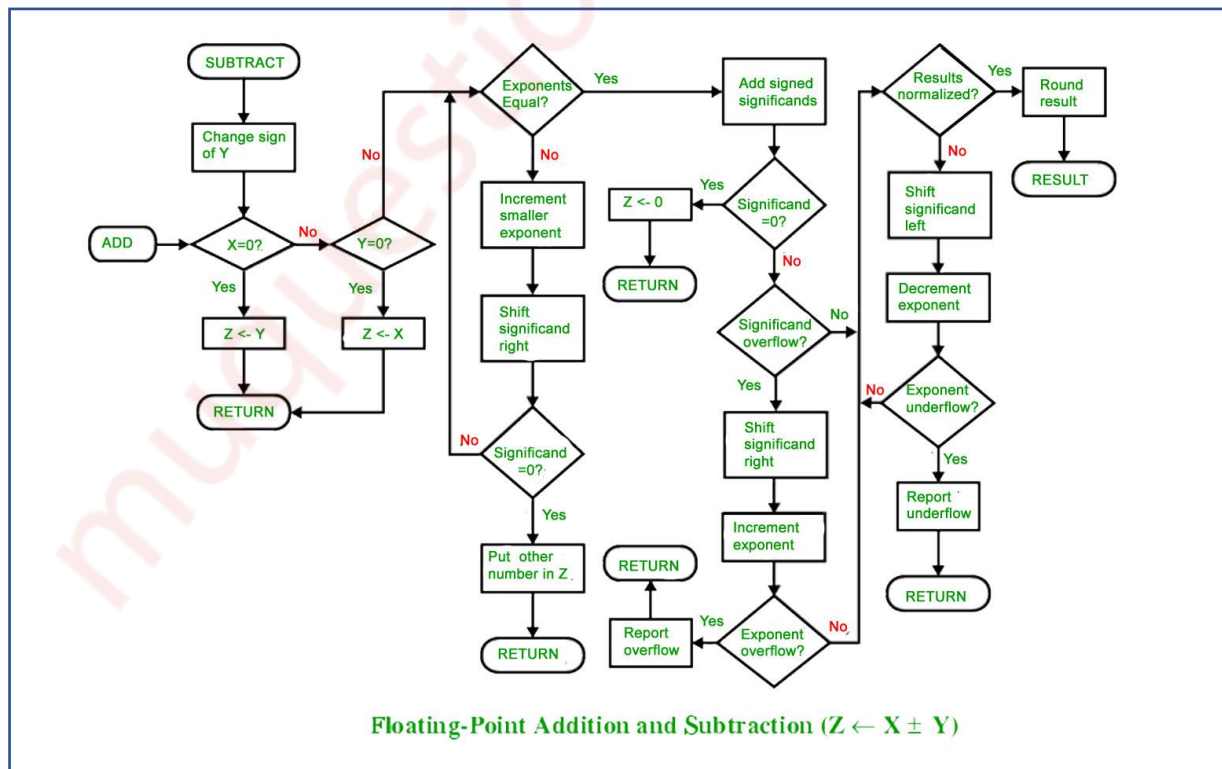 SUBTRACT
Change sign
of Y
ADD
X=0?
No
Y=0?
No
Yes
Yes
Z <- Y
Z <- X
RETURN
Exponents
Equal?
Yes
No
Increment
smaller
exponent
Shift
significand
right
No
Significand
=0?
Yes
Put other
number in Z
RETURN
Add signed
significands
Yes
Significand
=0?
Z <- 0
RETURN
No
Significand
overflow?
No
Yes
Shift
significand
right
Increment
exponent
Exponent
overflow?
Yes
No
Report
overflow
RETURN
Results
normalized?
Yes
Round
result
RESULT
No
Shift
significand
left
Decrement
exponent
Exponent
underflow?
No
Yes
Report
underflow
RETURN
Floating-Point Addition and Subtraction (Z ← X ± Y)
muquestio